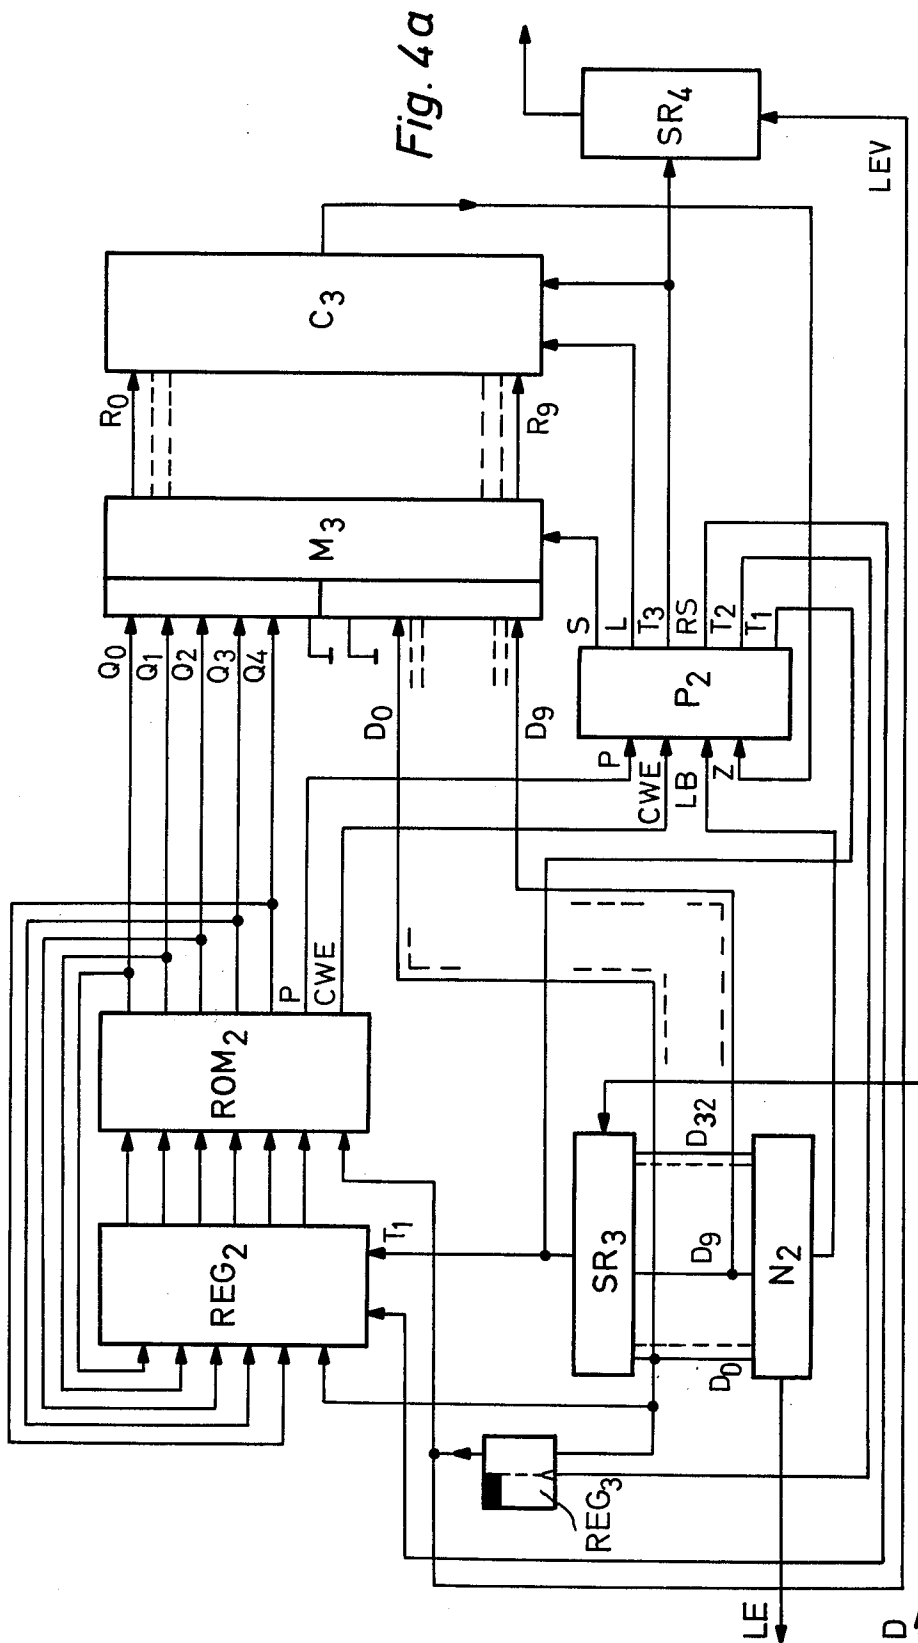 Fig. 4a
SR4
LEV
C3
R0
R9
M3
Q0
Q1
Q2
Q3
Q4
D0
D9
S
L
T3
RS
T2
T1
P2
P
CWE
LB
Z
ROM2
P
CWE
REG2
T1
SR3
D32
D9
D0
N2
REG3
LE
D